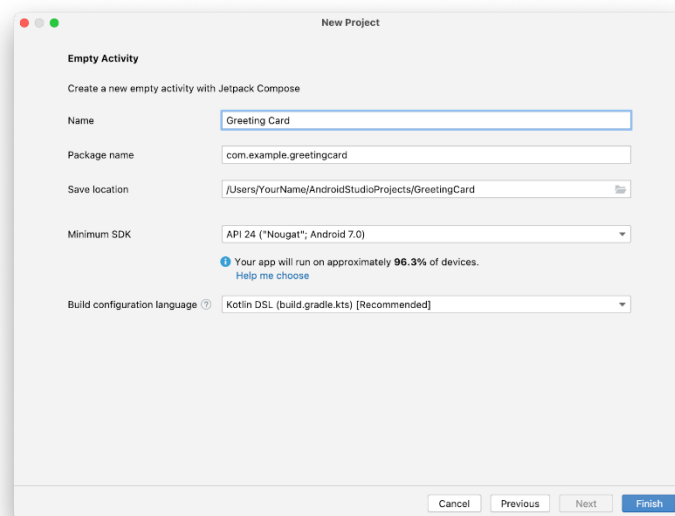 New Project
Empty Activity
Create a new empty activity with Jetpack Compose
Name
Greeting Card
Package name
com.example.greetingcard
Save location
/Users/YourName/AndroidStudioProjects/GreetingCard
Minimum SDK
API 24 ("Nougat"; Android 7.0)
Your app will run on approximately 96.3% of devices.
Help me choose
Build configuration language ?
Kotlin DSL (build.gradle.kts) [Recommended]
Cancel Previous Next Finish